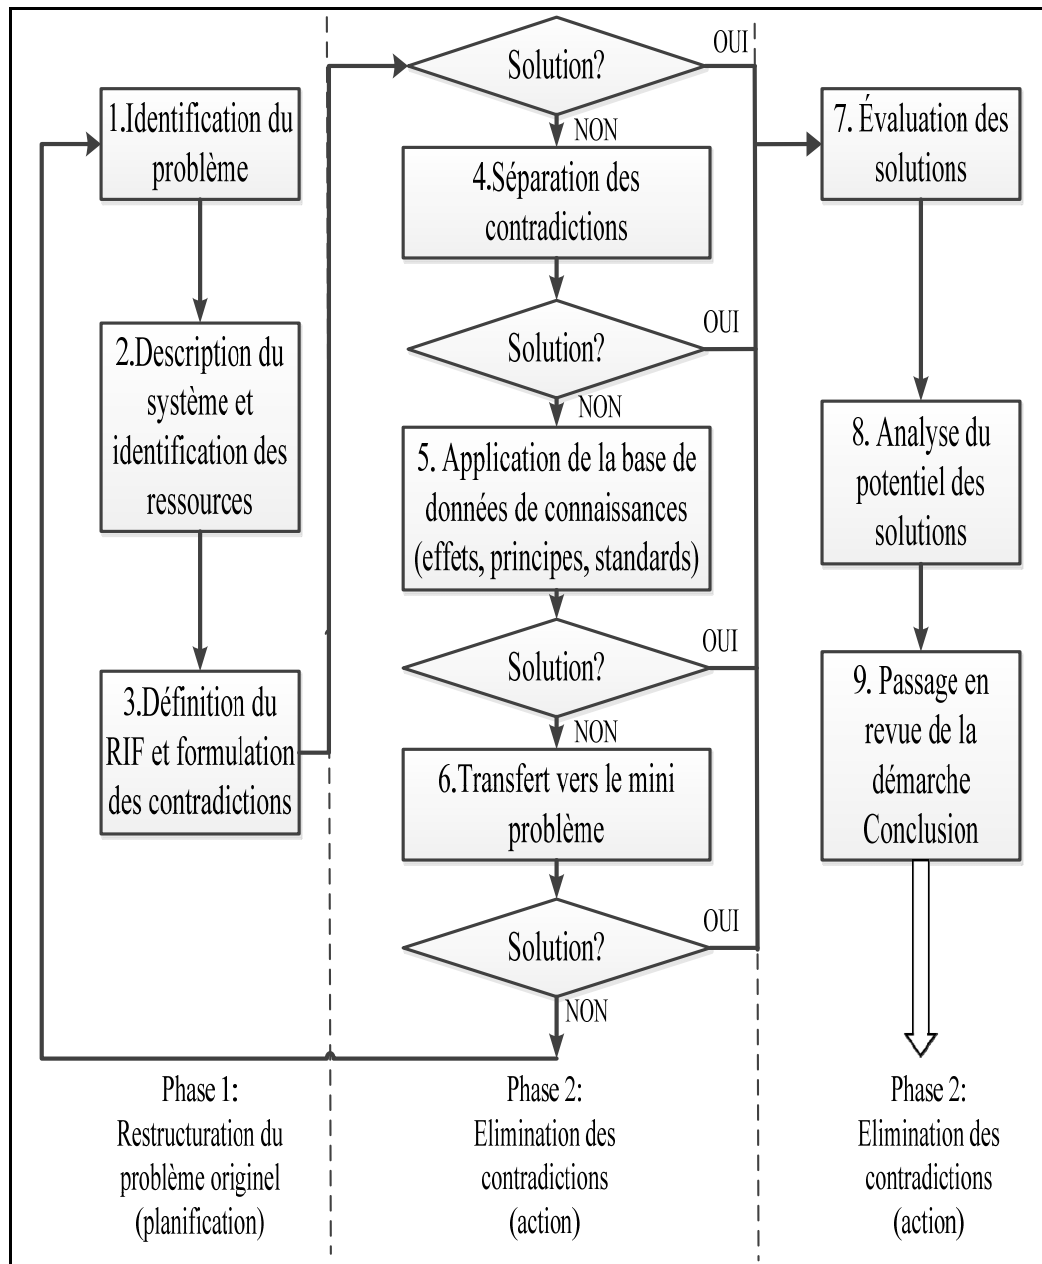 1.Identification du
problème
2.Description du
système et
identification des
ressources
3.Définition du
RIF et formulation
des contradictions
Phase 1:
Restructuration du
problème originel
(planification)
Solution?
OUI
NON
4.Séparation des
contradictions
Solution?
OUI
NON
5. Application de la base de
données de connaissances
(effets, principes, standards)
Solution?
OUI
NON
6.Transfert vers le mini
problème
Solution?
OUI
NON
Phase 2:
Elimination des
contradictions
(action)
7. Évaluation des
solutions
8. Analyse du
potentiel des
solutions
9. Passage en
revue de la
démarche
Conclusion
Phase 2:
Elimination des
contradictions
(action)